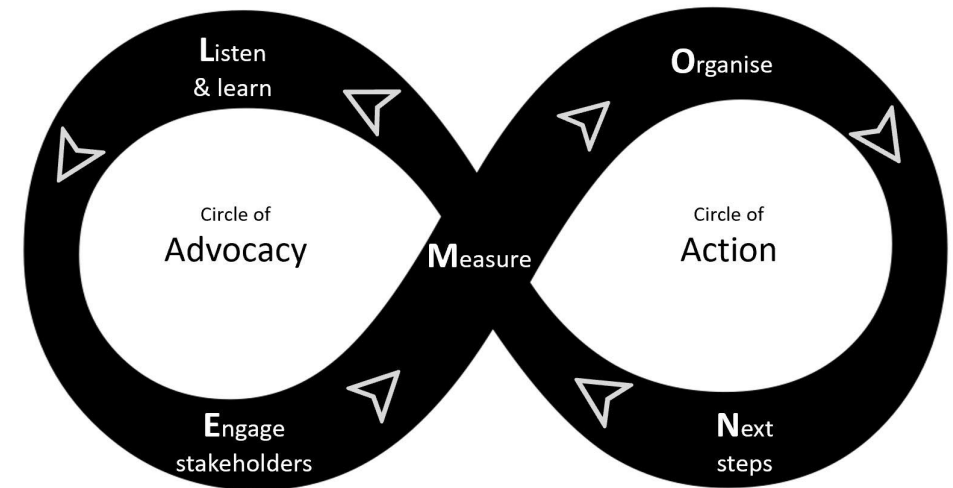 Listen
& learn
Circle of
Advocacy
Engage
stakeholders
Measure
Organise
Circle of
Action
Next
steps